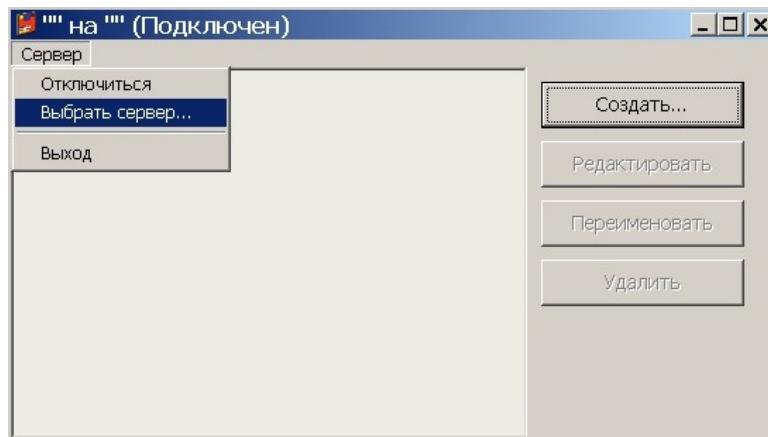 "" на "" (Подключен)
Сервер
Отключиться
Выбрать сервер...
Выход
Создать...
Редактировать
Переименовать
Удалить